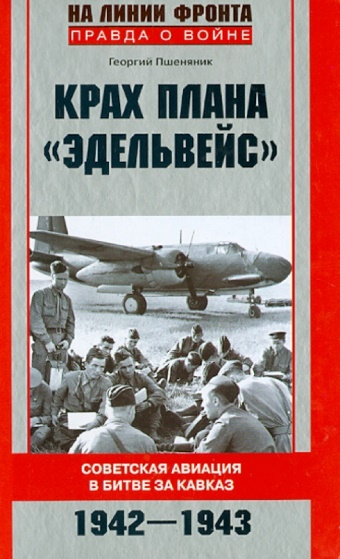 НА ЛИНИИ ФРОНТА
ПРАВДА О ВОЙНЕ
Георгий Пшеняник
КРАХ ПЛАНА
«ЭДЕЛЬВЕЙС»
СОВЕТСКАЯ АВИАЦИЯ
В БИТВЕ ЗА КАВКАЗ
1942—1943